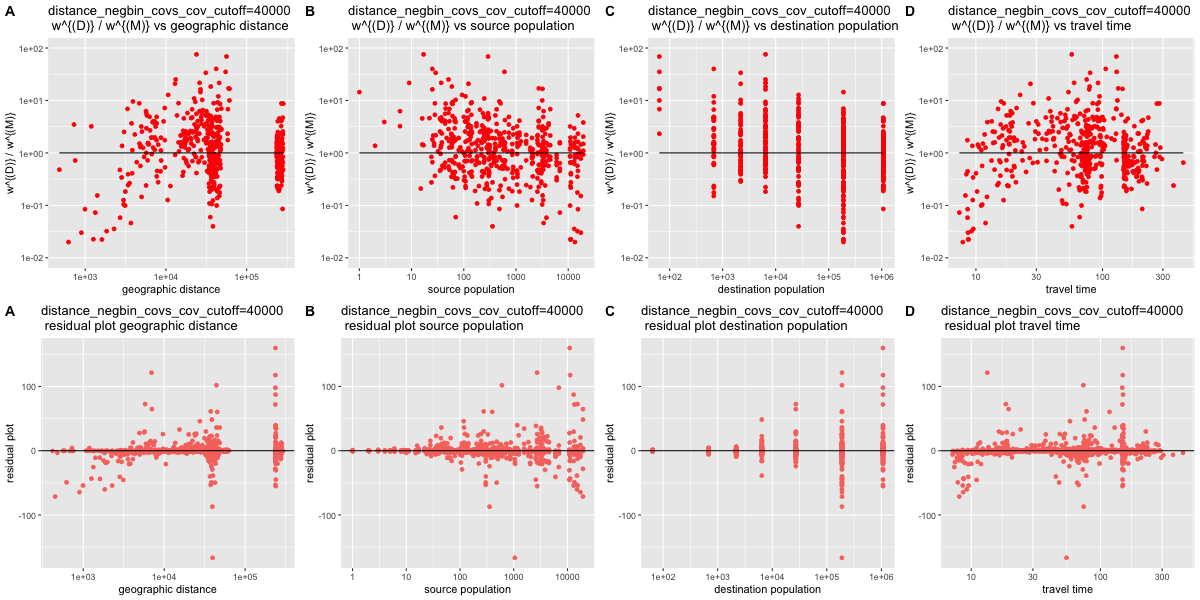 A
distance_negbin_covs_cov_cutoff=40000
w^{(D)} / w^{(M)} vs geographic distance
1e+02
1e+01
1e+00
1e-01
1e-02
w^{(D)} / w^{(M)}
1e+03
1e+04
1e+05
geographic distance
B
distance_negbin_covs_cov_cutoff=40000
w^{(D)} / w^{(M)} vs source population
1e+02
1e+01
1e+00
1e-01
1e-02
w^{(D)} / w^{(M)}
1
10
100
1000
10000
source population
C
distance_negbin_covs_cov_cutoff=40000
w^{(D)} / w^{(M)} vs destination population
1e+02
1e+01
1e+00
1e-01
1e-02
w^{(D)} / w^{(M)}
1e+02
1e+03
1e+04
1e+05
1e+06
destination population
D
distance_negbin_covs_cov_cutoff=40000
w^{(D)} / w^{(M)} vs travel time
1e+02
1e+01
1e+00
1e-01
1e-02
w^{(D)} / w^{(M)}
10
30
100
300
travel time
A
distance_negbin_covs_cov_cutoff=40000
residual plot geographic distance
100
0
-100
residual plot
1e+03
1e+04
1e+05
geographic distance
B
distance_negbin_covs_cov_cutoff=40000
residual plot source population
100
0
-100
residual plot
1
10
100
1000
10000
source population
C
distance_negbin_covs_cov_cutoff=40000
residual plot destination population
100
0
-100
residual plot
1e+02
1e+03
1e+04
1e+05
1e+06
destination population
D
distance_negbin_covs_cov_cutoff=40000
residual plot travel time
100
0
-100
residual plot
10
30
100
300
travel time